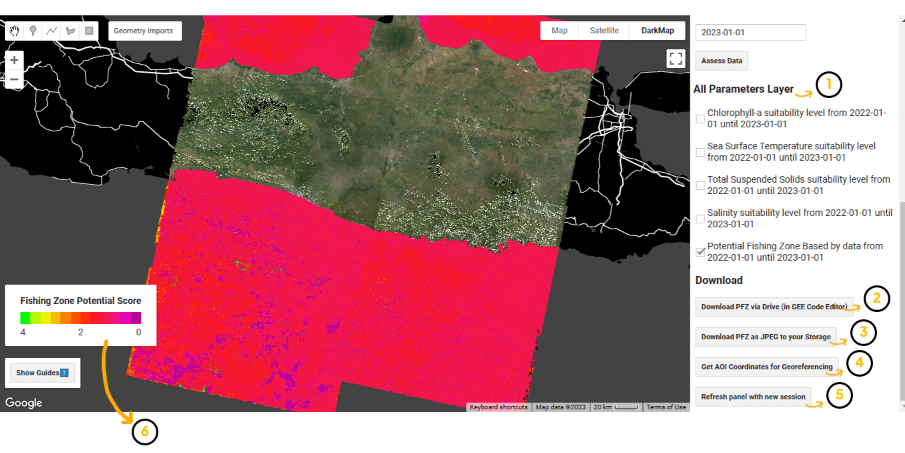 Geometry Imports
Map Satellite DarkMap
2023-01-01
Assess Data
All Parameters Layer
1
Chlorophyll-a suitability level from 2022-01-
01 until 2023-01-01
Sea Surface Temperature suitability level
from 2022-01-01 until 2023-01-01
Total Suspended Solids suitability level from
2022-01-01 until 2023-01-01
Salinity suitability level from 2022-01-01 until
2023-01-01
Potential Fishing Zone Based by data from
2022-01-01 until 2023-01-01
Download
Download PFZ via Drive (in GEE Code Editor)
2
Download PFZ as JPEG to your Storage
3
Get AOI Coordinates for Georeferencing
4
Refresh panel with new session
5
Fishing Zone Potential Score
4 2 0
Show Guides
Google
Keyboard shortcuts Map data ©2023 20 km Terms of Use
6